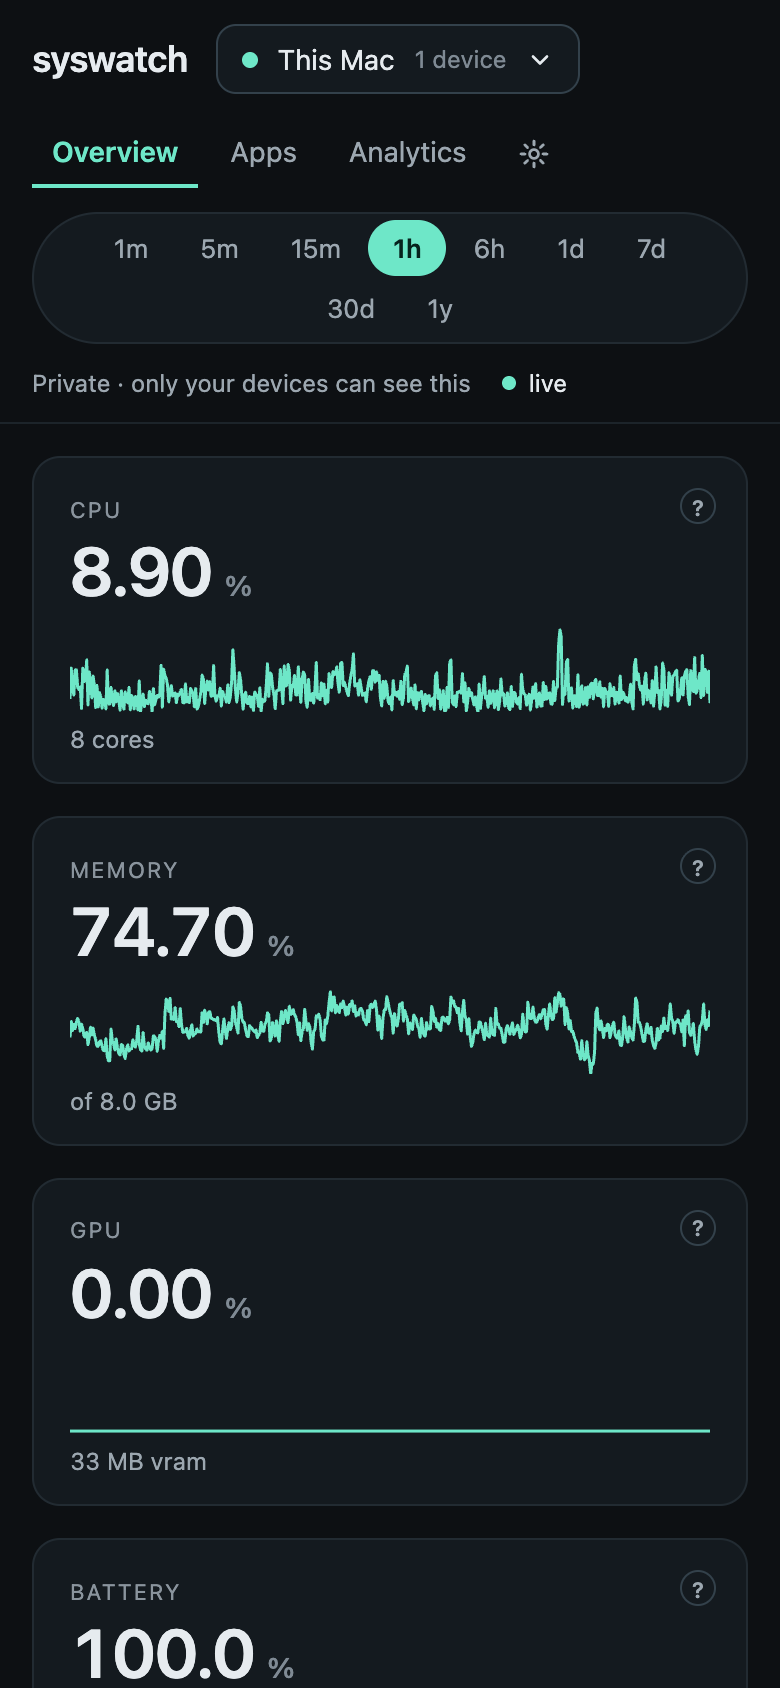 syswatch This Mac 1 device
Overview Apps Analytics
1m 5m 15m 1h 6h 1d 7d
30d 1y
Private · only your devices can see this live
CPU ?
8.90 %
8 cores
MEMORY ?
74.70 %
of 8.0 GB
GPU ?
0.00 %
33 MB vram
BATTERY ?
100.0 %